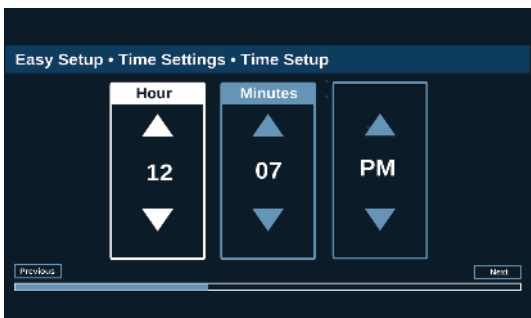 Easy Setup • Time Settings • Time Setup
Hour Minutes
12 07 PM
Previous Next